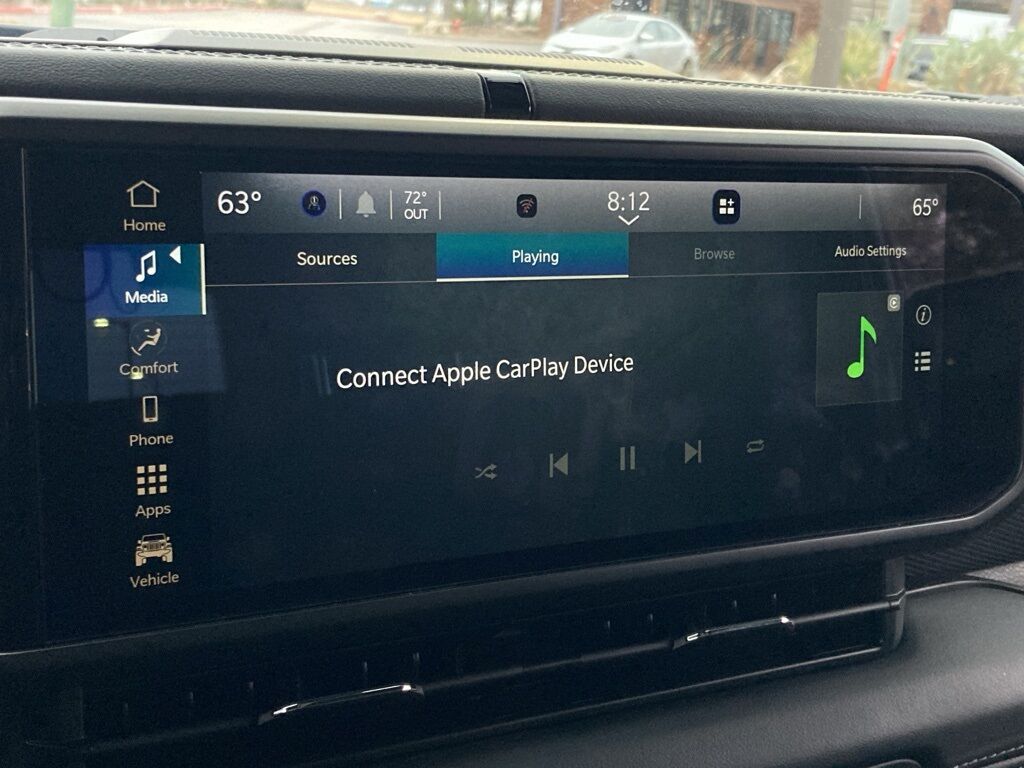 Home
63°
72°
OUT
8:12
65°
Media
Sources
Playing
Browse
Audio Settings
Comfort
Connect Apple CarPlay Device
Phone
Apps
Vehicle